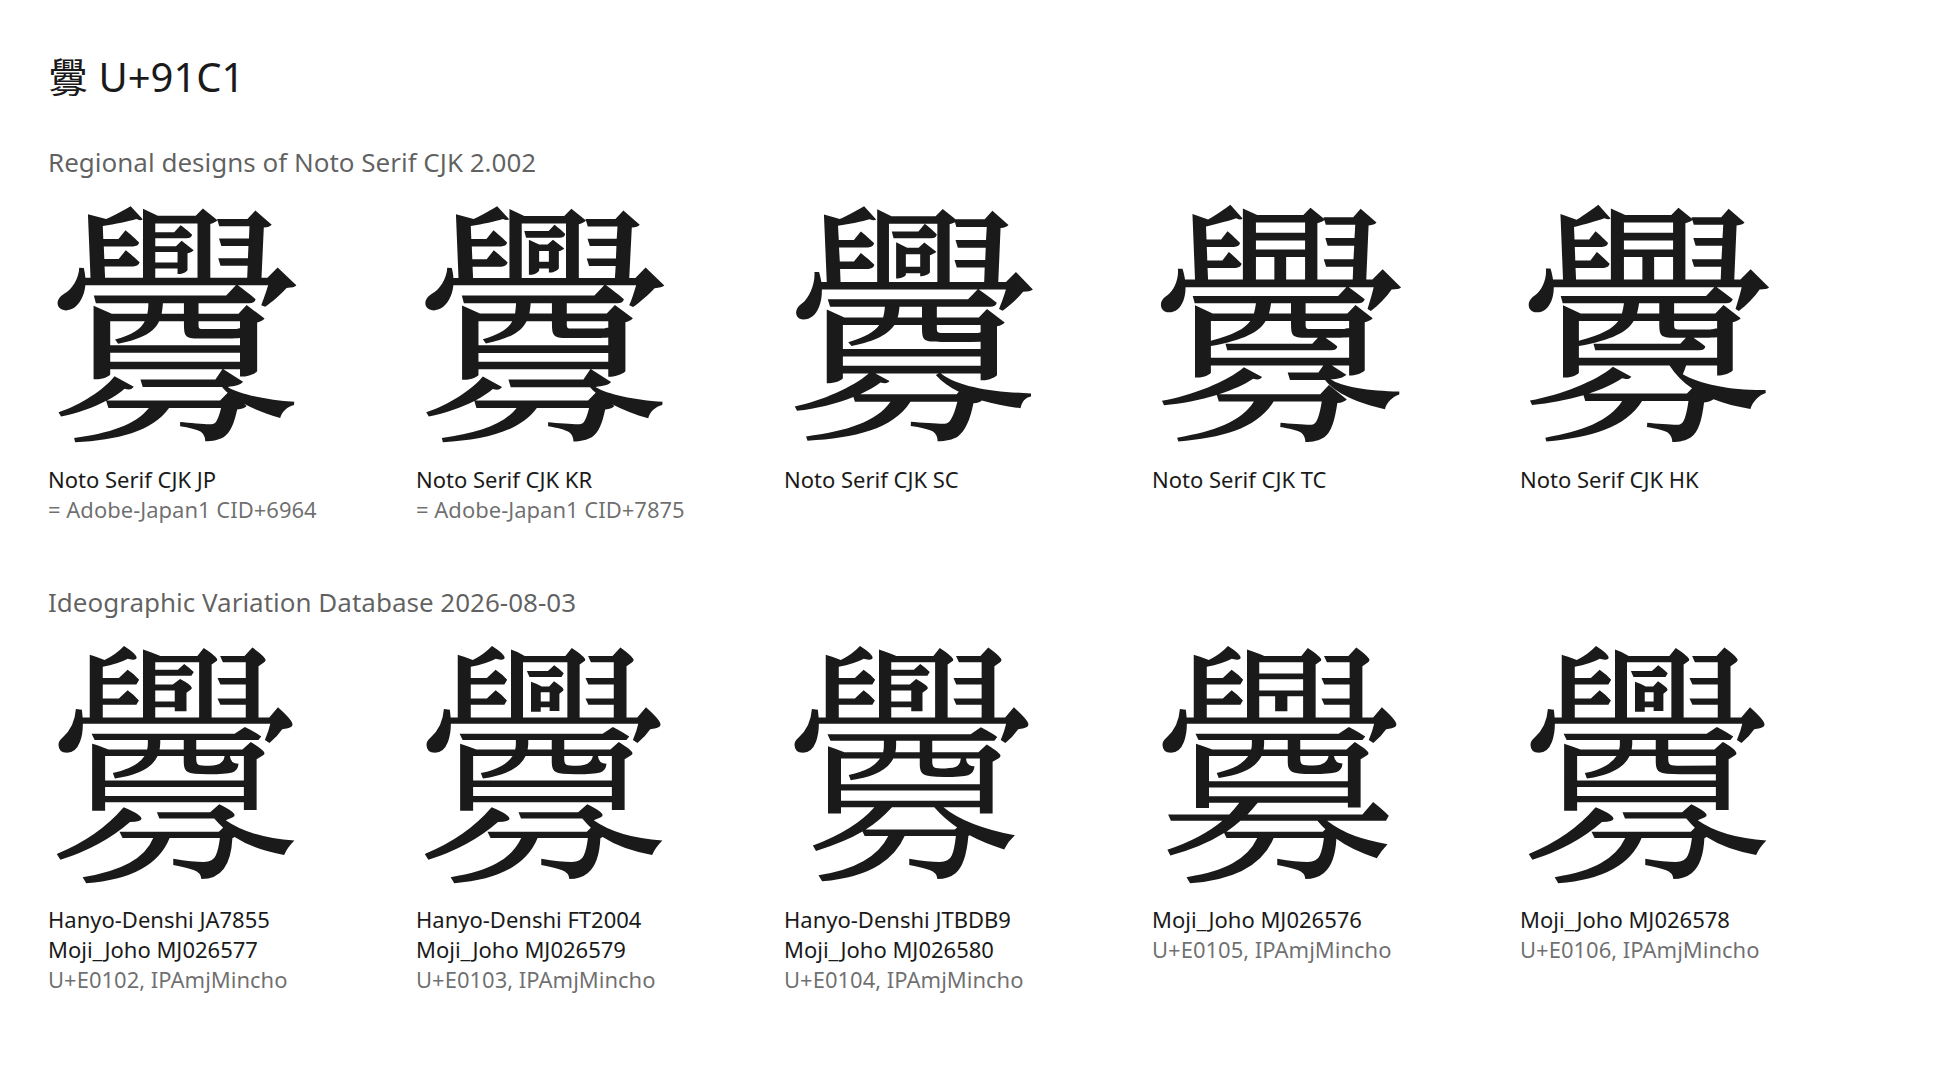 釁 U+91C1
Regional designs of Noto Serif CJK 2.002
釁 釁 釁 釁 釁
Noto Serif CJK JP
= Adobe-Japan1 CID+6964
Noto Serif CJK KR
= Adobe-Japan1 CID+7875
Noto Serif CJK SC
Noto Serif CJK TC
Noto Serif CJK HK
Ideographic Variation Database 2026-08-03
釁 釁 釁 釁 釁
Hanyo-Denshi JA7855
Moji_Joho MJ026577
U+E0102, IPAmjMincho
Hanyo-Denshi FT2004
Moji_Joho MJ026579
U+E0103, IPAmjMincho
Hanyo-Denshi JTBDB9
Moji_Joho MJ026580
U+E0104, IPAmjMincho
Moji_Joho MJ026576
U+E0105, IPAmjMincho
Moji_Joho MJ026578
U+E0106, IPAmjMincho